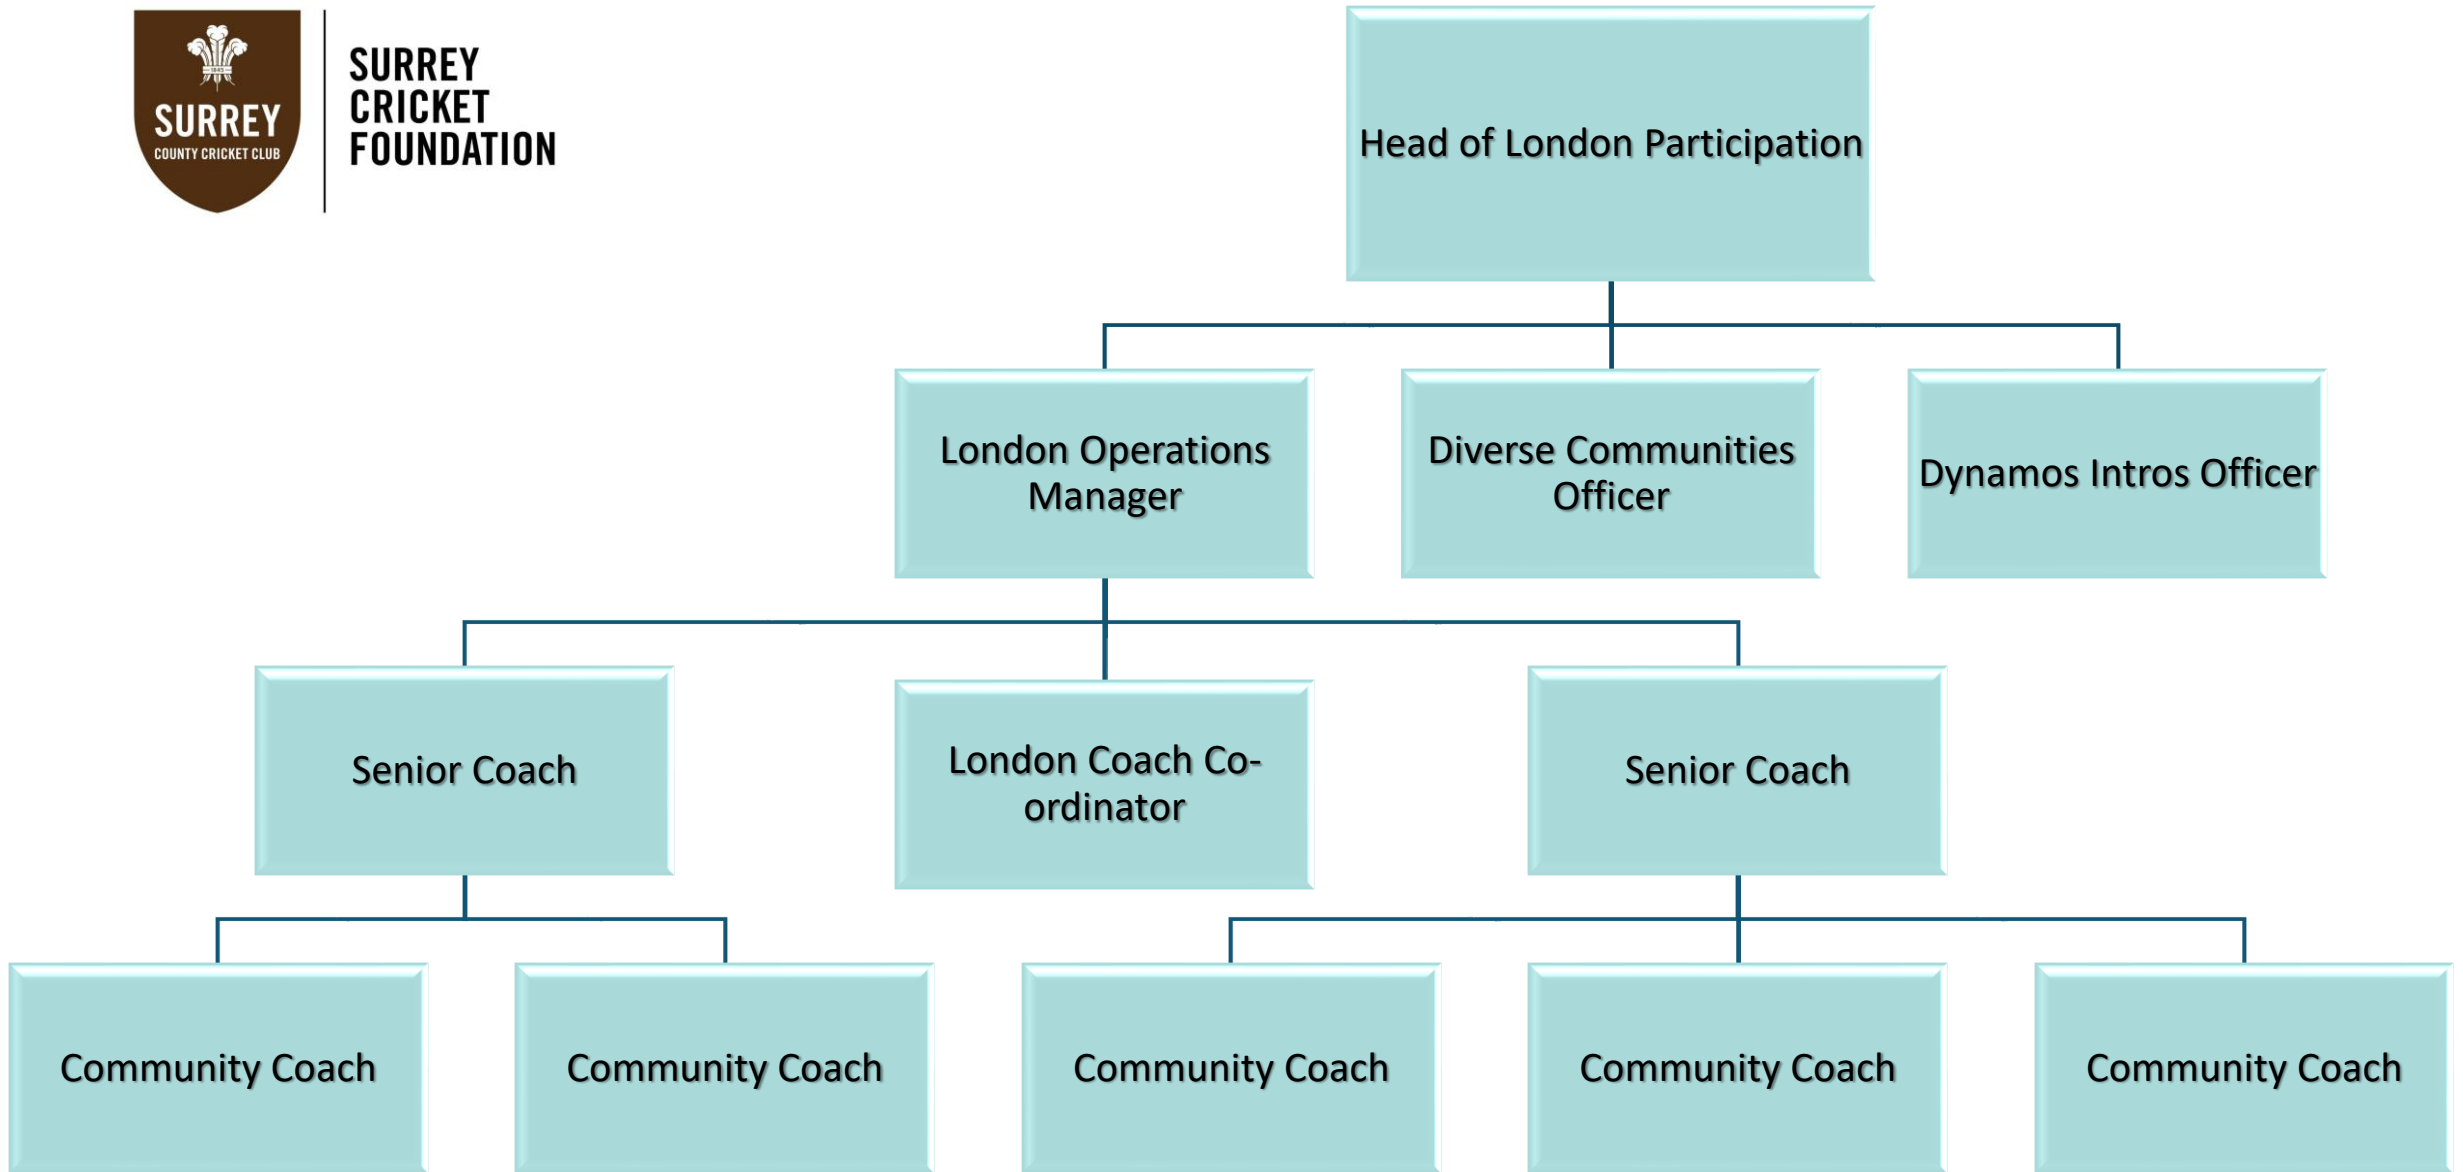 1845
SURREY
COUNTY CRICKET CLUB
SURREY
CRICKET
FOUNDATION
Head of London Participation
London Operations
Manager
Diverse Communities
Officer
Dynamos Intros Officer
Senior Coach
London Coach Co-
ordinator
Senior Coach
Community Coach
Community Coach
Community Coach
Community Coach
Community Coach